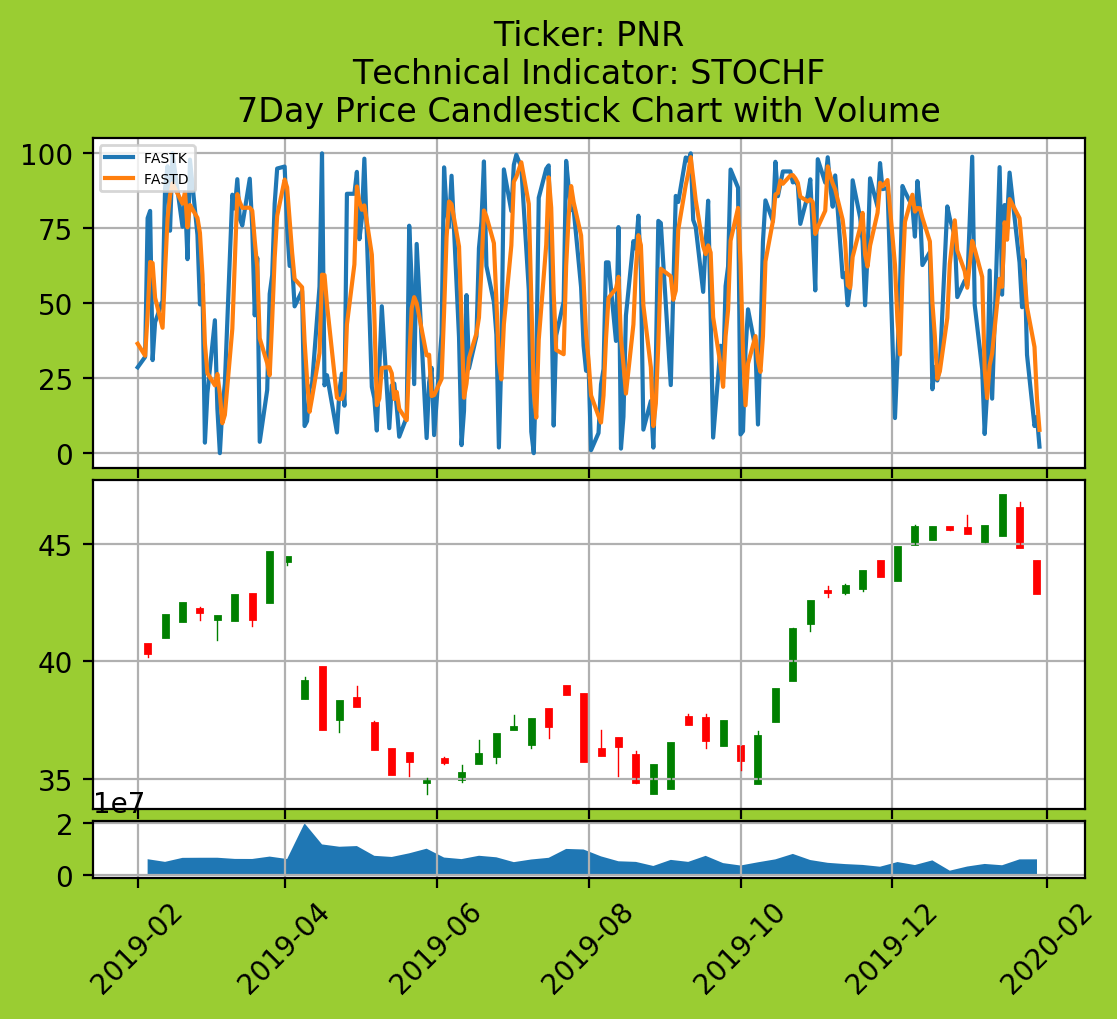 Ticker: PNR
Technical Indicator: STOCHF
7Day Price Candlestick Chart with Volume
100
75
50
25
0
FASTK
FASTD
45
40
35
1e7
2
0
2019-02
2019-04
2019-06
2019-08
2019-10
2019-12
2020-02